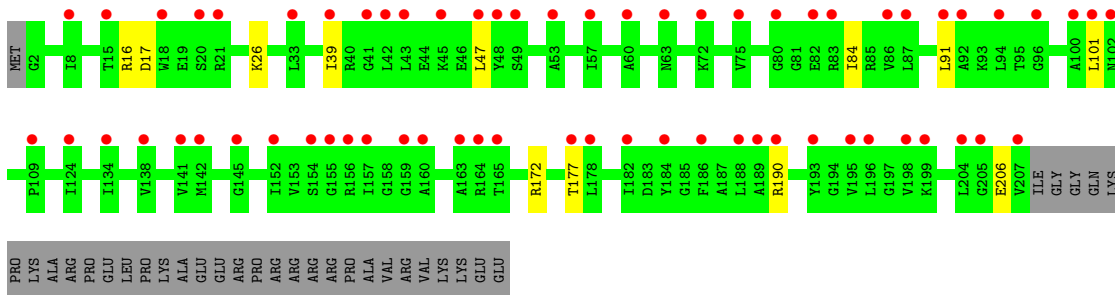 MET G2 I8 T15 R16 D17 W18 E19 S20 R21 K26 L33 I39 R40 G41 L42 L43 E44 K45 E46 L47 Y48 S49 A53 I57 A60 N63 K72 V75 G80 G81 E82 R83 I84 R85 V86 L87 L91 A92 K93 L94 T95 G96 A100 L101 N102
P109 I124 I134 V138 V141 M142 G145 I152 V153 S154 G155 R156 I157 G158 G159 A160 A163 R164 T165 R172 T177 L178 I182 D183 Y184 G185 F186 A187 L188 A189 R190 Y193 G194 V195 L196 G197 V198 K199 L204 G205 E206 V207 ILE GLY GLY GLN LYS
PRO LYS ALA ARG PRO GLU LEU PRO LYS ALA GLU GLU ARG PRO ARG ARG ARG ARG PRO ALA VAL ARG VAL LYS LYS GLU GLU